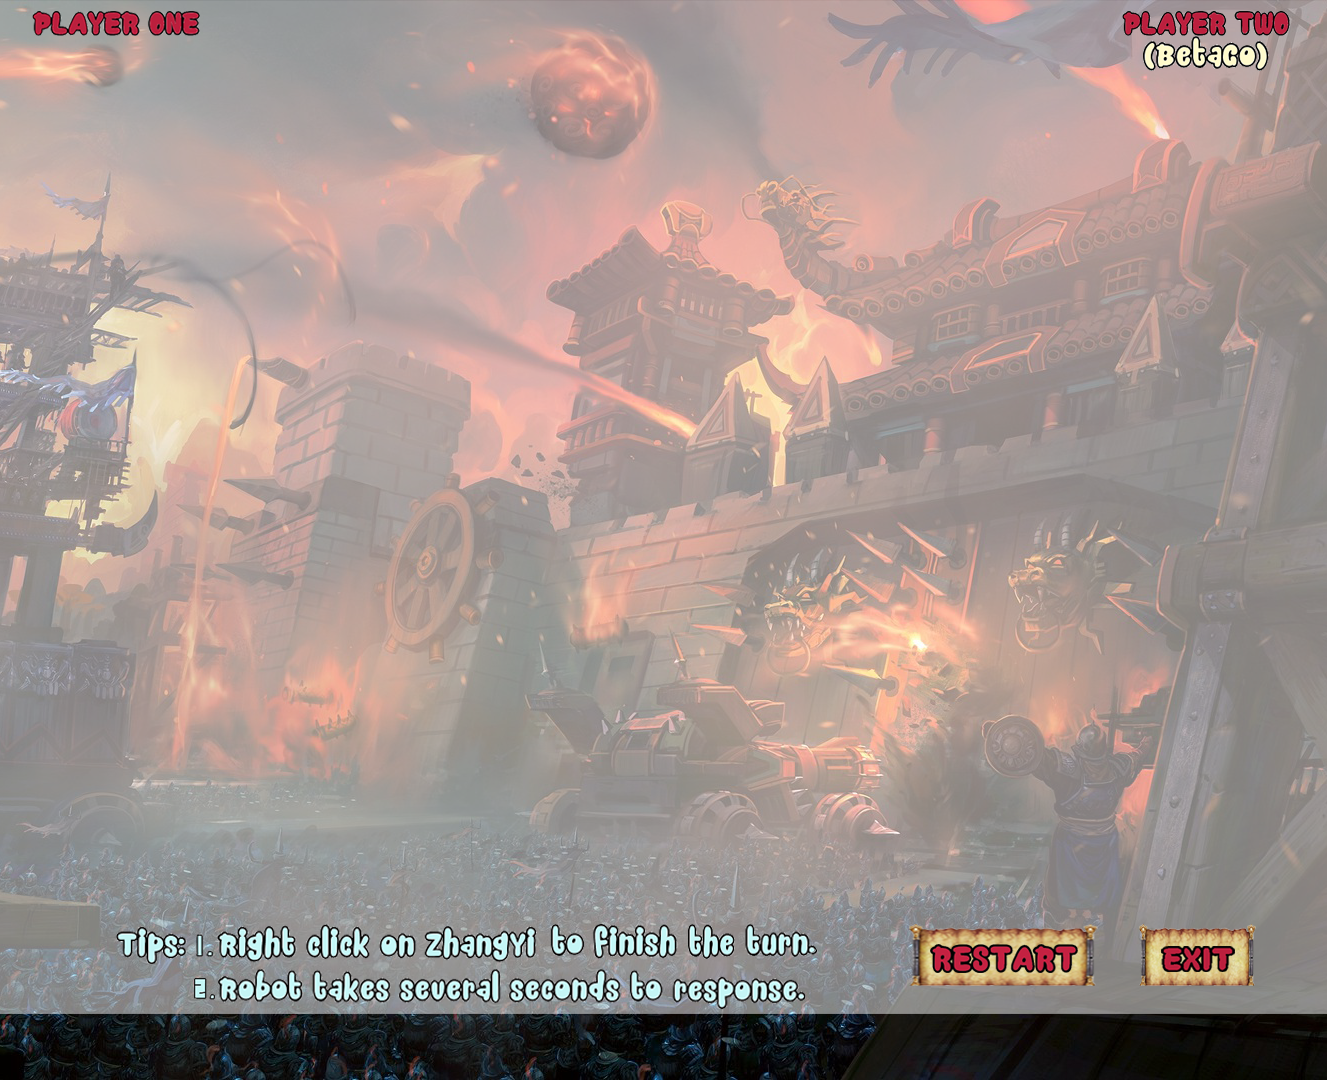 PLAYER ONE
PLAYER TWO
(Betago)
Tips: 1. Right click on ZhangYi to finish the turn.
2. Robot takes several seconds to response.
RESTART
EXIT